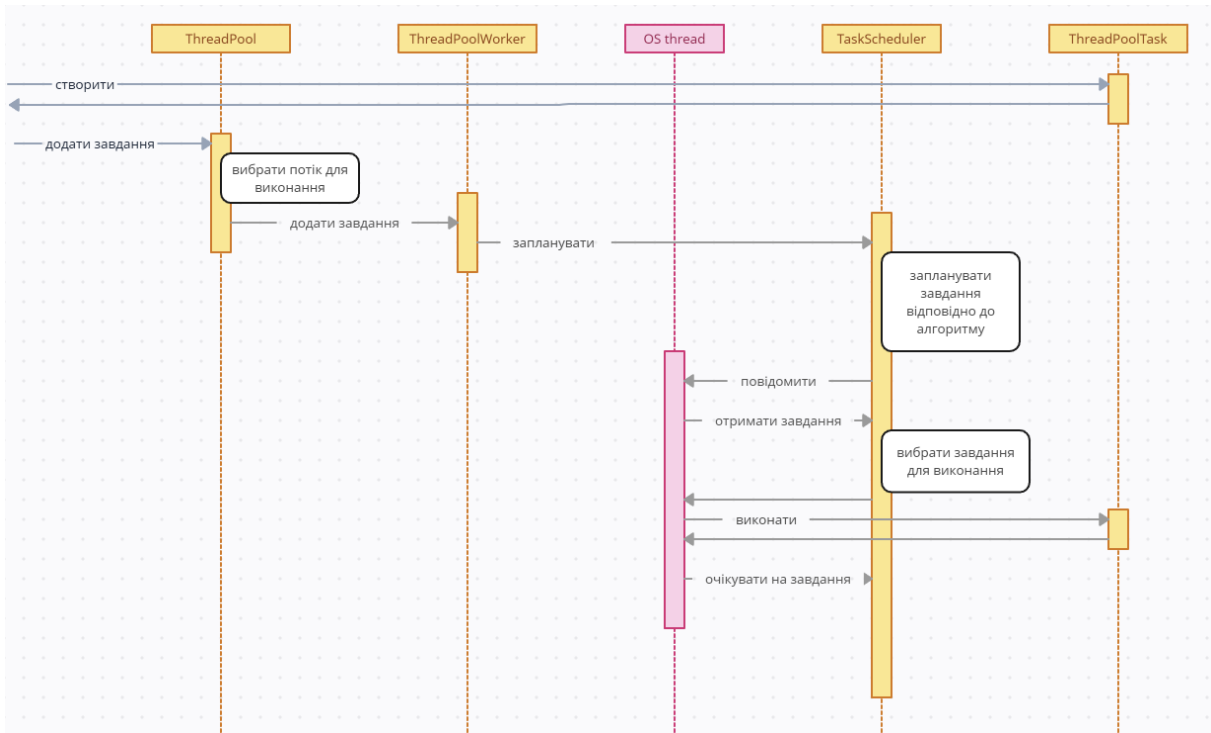 ThreadPool
ThreadPoolWorker
OS thread
TaskScheduler
ThreadPoolTask
створити
додати завдання
вибрати потік для
виконання
додати завдання
запланувати
запланувати
завдання
відповідно до
алгоритму
повідомити
отримати завдання
вибрати завдання
для виконання
виконати
очікувати на завдання